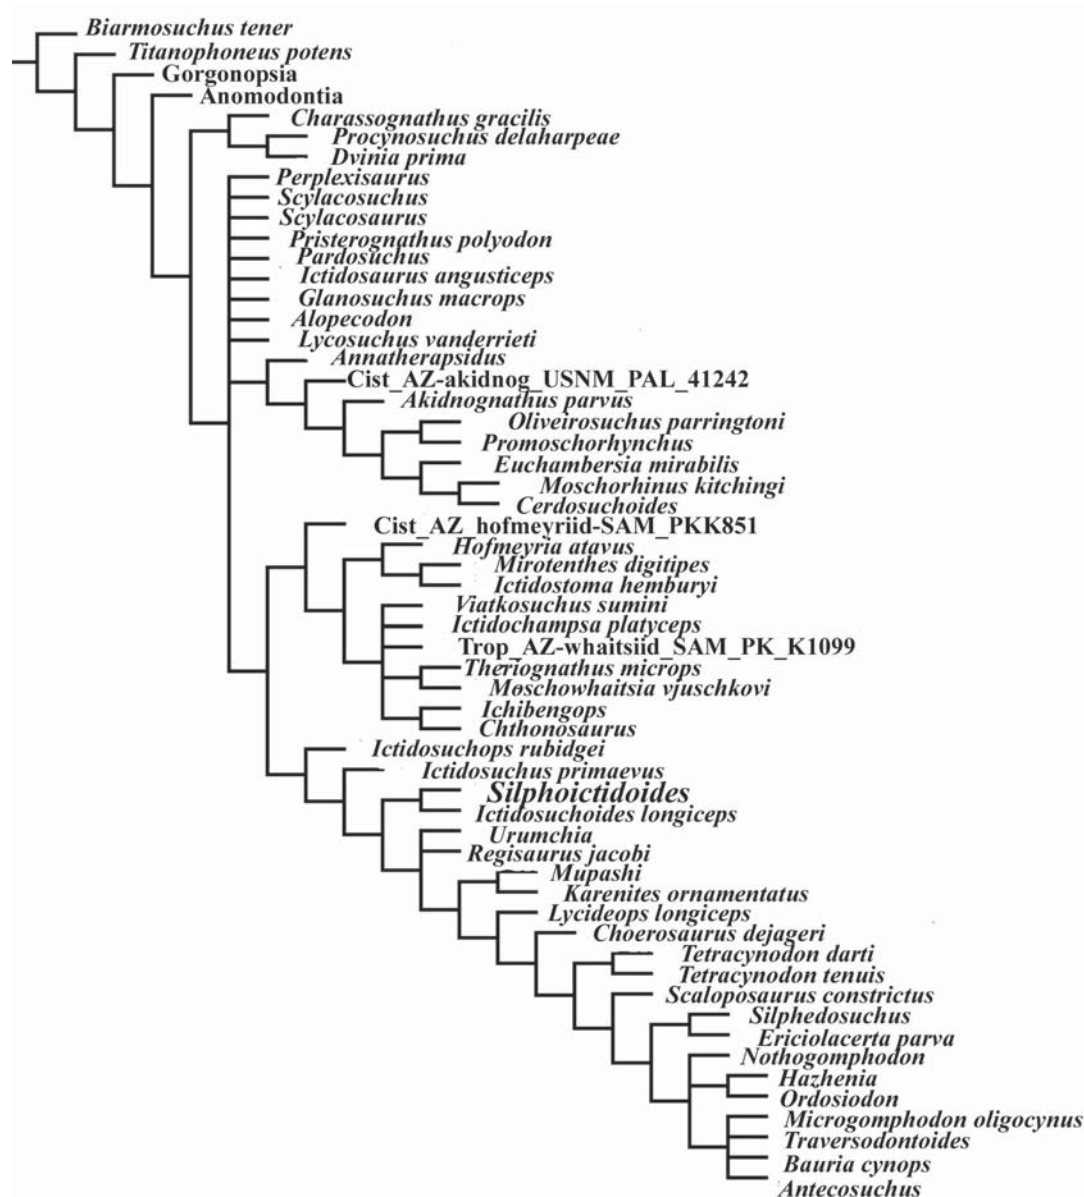 Biarmosuchus tener
Titanophoneus potens
Gorgonopsia
Anomodontia
Charassognathus gracilis
Procynosuchus delaharpeae
Dvinia prima
Perplexisaurus
Scylacosuchus
Scylacosaurus
Pristerognathus polyodon
Pardosuchus
Ictidosaurus angusticeps
Glanosuchus macrops
Alopecodon
Lycosuchus vanderrieti
Annatherapsidus
Cist_AZ-akidnog_USNM_PAL_41242
Akidnognathus parvus
Oliveirosuchus parringtoni
Promoschorhynchus
Euchambersia mirabilis
Moschorhinus kitchingi
Cerdosuchoides
Cist_AZ_hofmeyriid-SAM_PKK851
Hofmeyria atavus
Mirotenthes digitipes
Ictidostoma hemburyi
Viatkosuchus sumini
Ictidochampsa platyceps
Trop_AZ-whaitsiid_SAM_PK_K1099
Theriognathus microps
Moschowhaitsia vjuschkovi
Ichibengops
Chthonosaurus
Ictidosuchops rubidgei
Ictidosuchus primaevus
Silphoictidoides
Ictidosuchoides longiceps
Urumchia
Regisaurus jacobi
Mupashi
Karenites ornamentatus
Lycideops longiceps
Choerosaurus dejageri
Tetracynodon darti
Tetracynodon tenuis
Scaloposaurus constrictus
Silphedosuchus
Ericiolacerta parva
Nothogomphodon
Hazhenia
Ordosiodon
Microgomphodon oligocynus
Traversodontoides
Bauria cynops
Antecosuchus